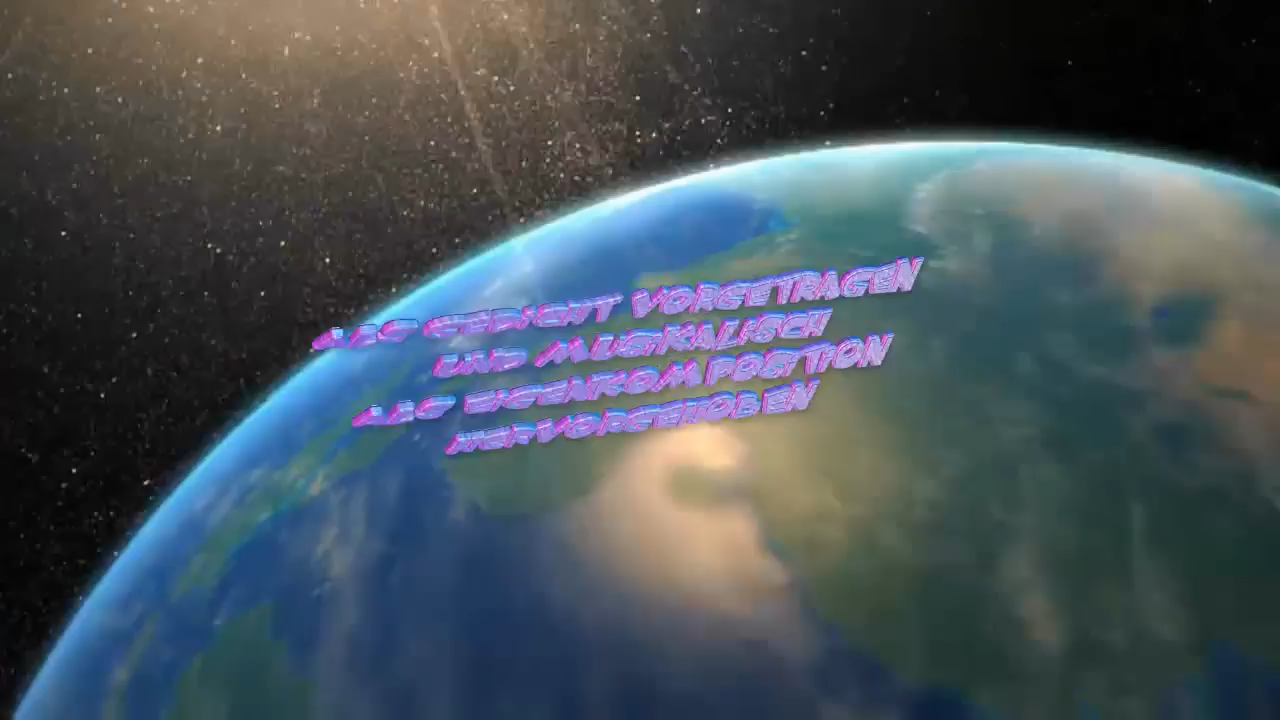 ALS GEDICHT VORGETRAGEN
UND MUSIKALISCH
ALS EIGENKOMPOSITION
HERVORGEHOBEN